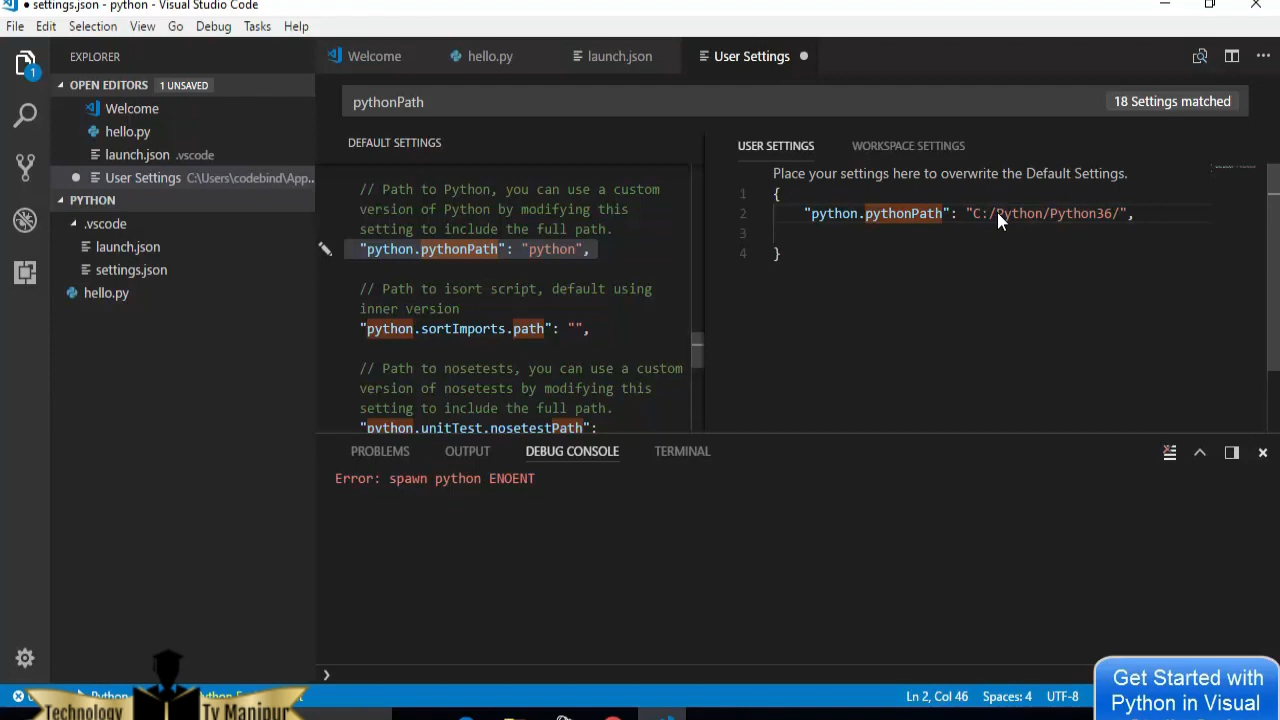 ● settings.json - python - Visual Studio Code
File Edit Selection View Go Debug Tasks Help
EXPLORER
OPEN EDITORS 1 UNSAVED
Welcome
hello.py
launch.json .vscode
User Settings C:\Users\codebind\App...
PYTHON
.vscode
launch.json
settings.json
hello.py
1
Welcome hello.py launch.json User Settings
pythonPath 18 Settings matched
DEFAULT SETTINGS
// Path to Python, you can use a custom
version of Python by modifying this
setting to include the full path.
"python.pythonPath": "python",
// Path to isort script, default using
inner version
"python.sortImports.path": "",
// Path to nosetests, you can use a custom
version of nosetests by modifying this
setting to include the full path.
"python.unitTest.nosetestPath":
USER SETTINGS WORKSPACE SETTINGS
Place your settings here to overwrite the Default Settings.
1 {
2 "python.pythonPath": "C:/Python/Python36/",
3
4 }
PROBLEMS OUTPUT DEBUG CONSOLE TERMINAL
Error: spawn python ENOENT
Ln 2, Col 46 Spaces: 4 UTF-8
Technology Tv Manipur
Get Started with
Python in Visual